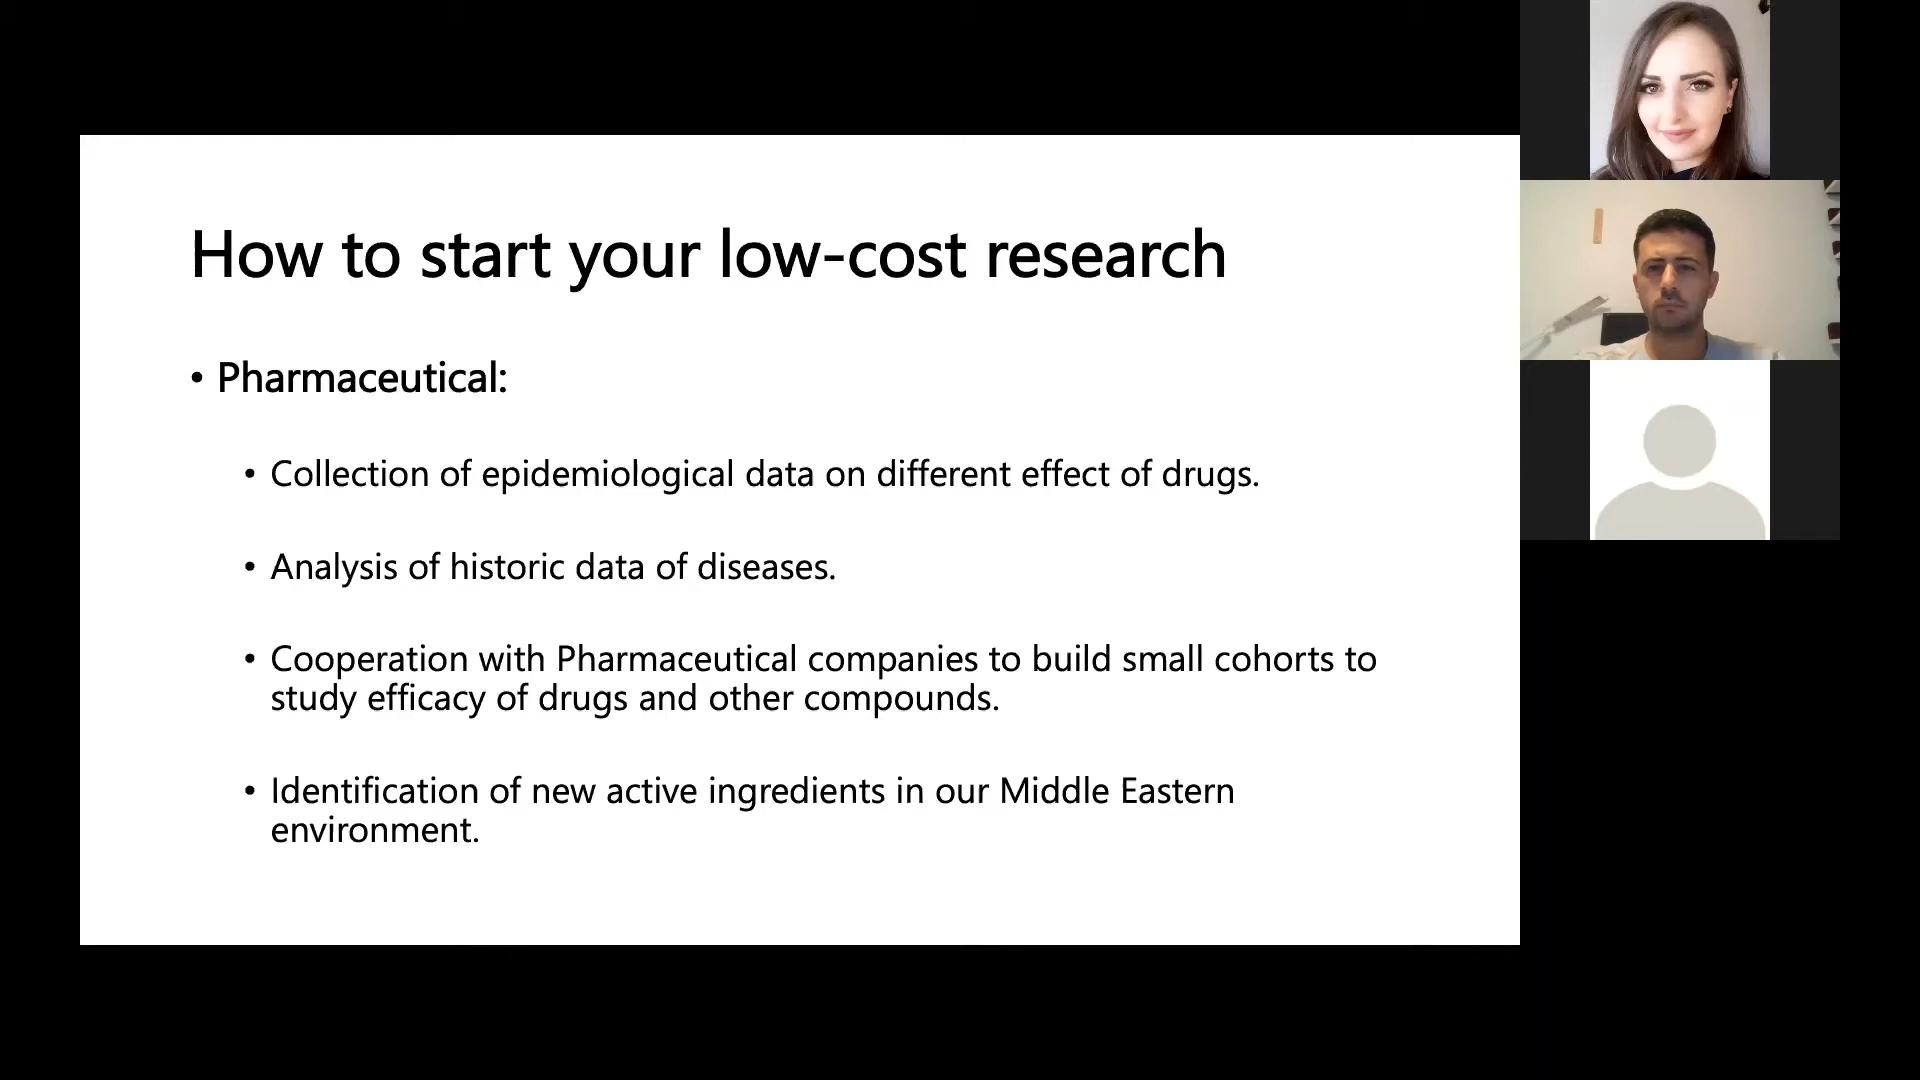 How to start your low-cost research
• Pharmaceutical:
• Collection of epidemiological data on different effect of drugs.
• Analysis of historic data of diseases.
• Cooperation with Pharmaceutical companies to build small cohorts to
study efficacy of drugs and other compounds.
• Identification of new active ingredients in our Middle Eastern
environment.